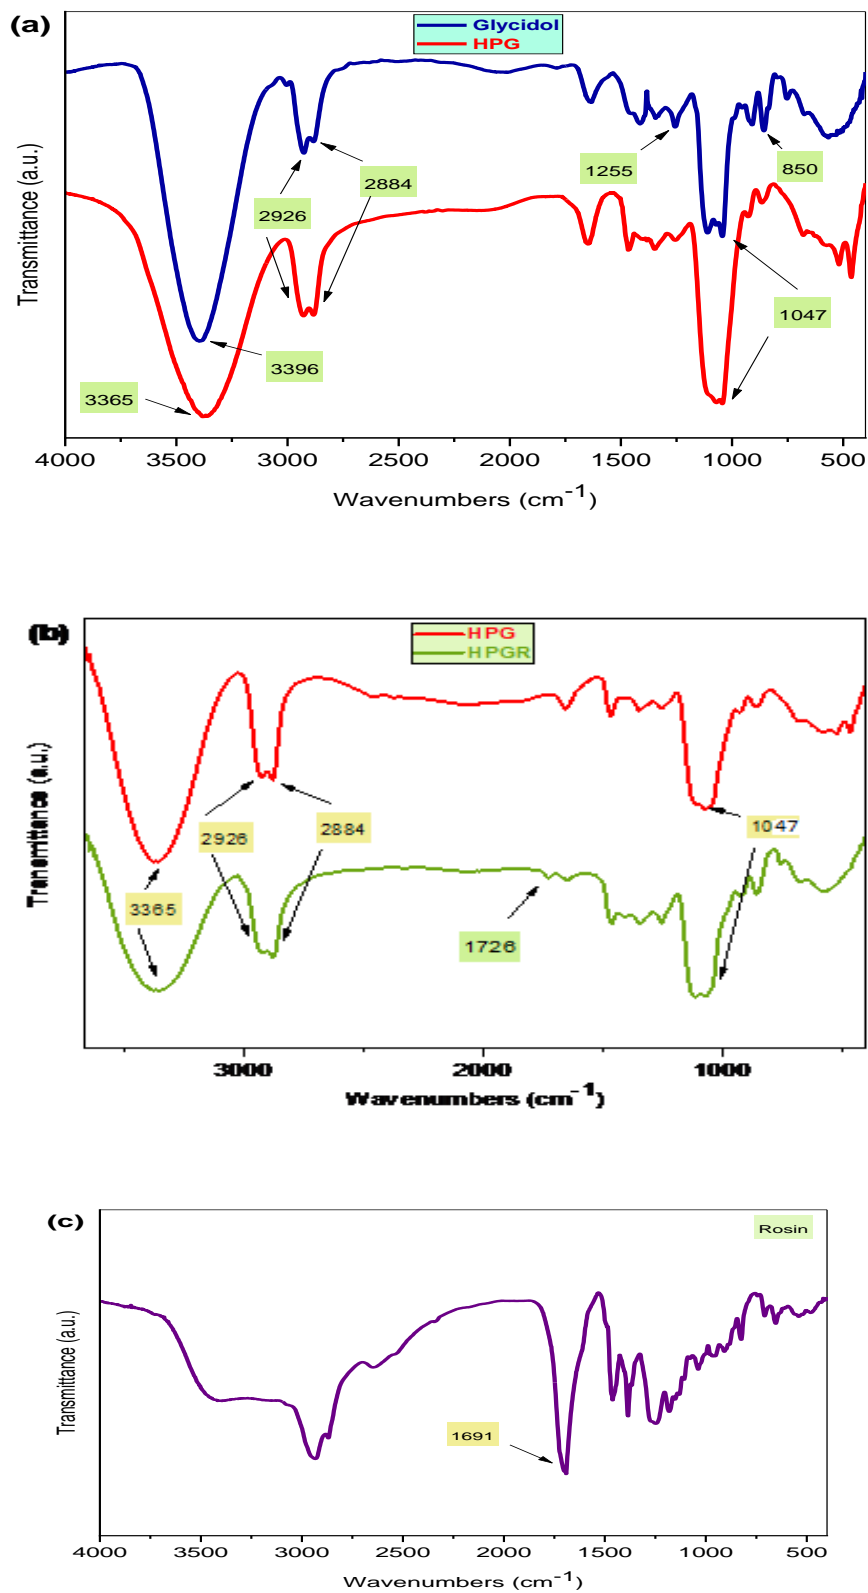 (a)
Glycidol
HPG
1255
850
2884
2926
1047
3396
3365
Transmittance (a.u.)
4000 3500 3000 2500 2000 1500 1000 500
Wavenumbers (cm-1)
(b)
HPG
HPGR
2926
2884
1047
3365
1726
Transmittance (a.u.)
3000 2000 1000
Wavenumbers (cm-1)
(c)
Rosin
1691
Transmittance (a.u.)
4000 3500 3000 2500 2000 1500 1000 500
Wavenumbers (cm-1)